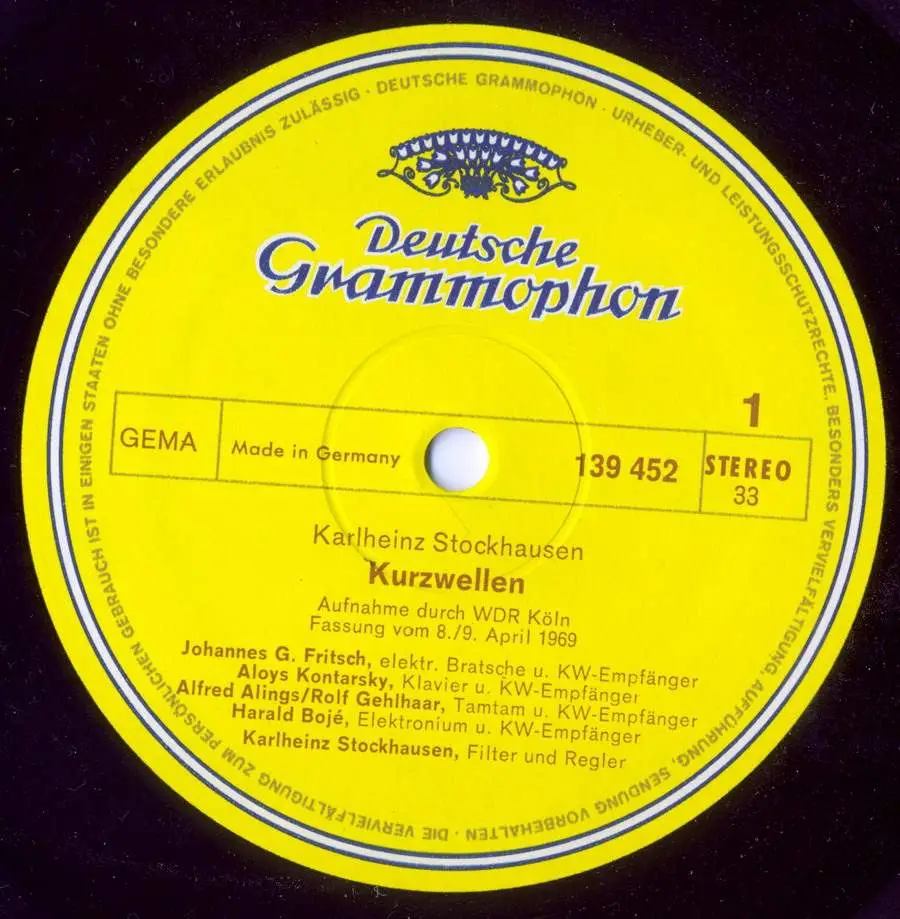 DEUTSCHE GRAMMOPHON · URHEBER- UND LEISTUNGSSCHUTZRECHTE, BESONDERS VERVIELFÄLTIGUNG, AUFFÜHRUNG, SENDUNG VORBEHALTEN · DIE VERVIELFÄLTIGUNG ZUM PERSÖNLICHEN GEBRAUCH IST IN EINIGEN STAATEN OHNE BESONDERE ERLAUBNIS ZULÄSSIG ·
Deutsche
Grammophon
1
GEMA Made in Germany 139 452 STEREO
33
Karlheinz Stockhausen
Kurzwellen
Aufnahme durch WDR Köln
Fassung vom 8./9. April 1969
Johannes G. Fritsch, elektr. Bratsche u. KW-Empfänger
Aloys Kontarsky, Klavier u. KW-Empfänger
Alfred Alings/Rolf Gehlhaar, Tamtam u. KW-Empfänger
Harald Bojé, Elektronium u. KW-Empfänger
Karlheinz Stockhausen, Filter und Regler